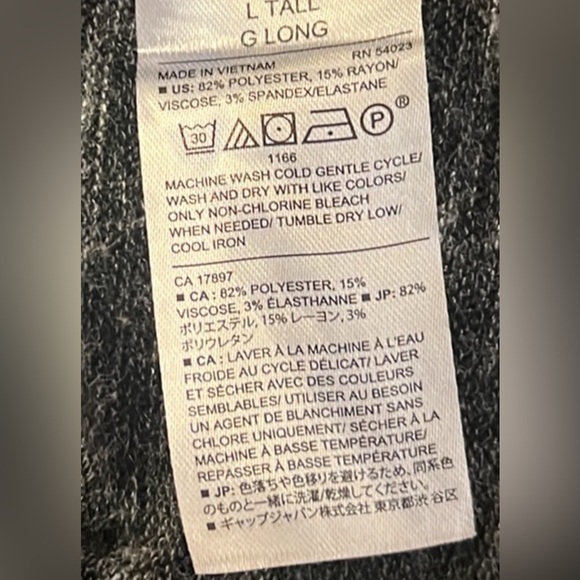 L TALL
G LONG
MADE IN VIETNAM RN 54023
■ US: 82% POLYESTER, 15% RAYON/
VISCOSE, 3% SPANDEX/ELASTANE
30 P ®
1166
MACHINE WASH COLD GENTLE CYCLE/
WASH AND DRY WITH LIKE COLORS/
ONLY NON-CHLORINE BLEACH
WHEN NEEDED/ TUMBLE DRY LOW/
COOL IRON
CA 17897
■ CA : 82% POLYESTER, 15%
VISCOSE, 3% ÉLASTHANNE ■ JP: 82%
ポリエステル, 15% レーヨン, 3%
ポリウレタン
■ CA : LAVER À LA MACHINE À L'EAU
FROIDE AU CYCLE DÉLICAT/ LAVER
ET SÉCHER AVEC DES COULEURS
SEMBLABLES/ UTILISER AU BESOIN
UN AGENT DE BLANCHIMENT SANS
CHLORE UNIQUEMENT/ SÉCHER À LA
MACHINE À BASSE TEMPÉRATURE/
REPASSER À BASSE TEMPÉRATURE
■ JP: 色落ちや色移りを避けるため、同系色
のものと一緒に洗濯/乾燥してください。
■ ギャップジャパン株式会社 東京都渋谷区